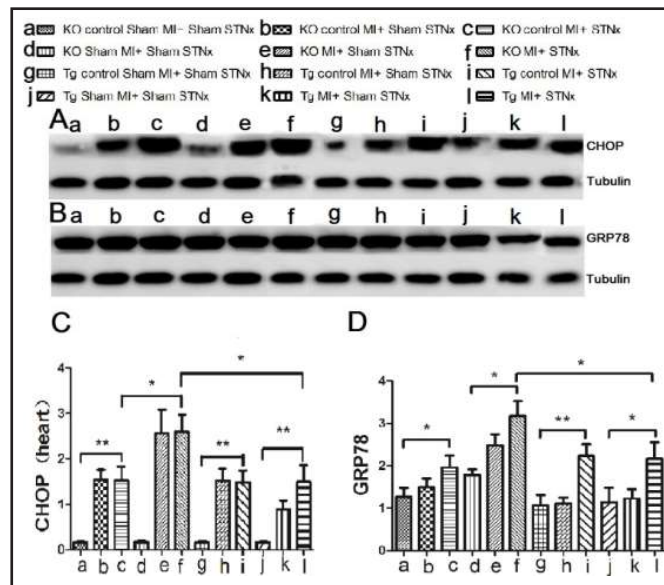 a KO control Sham MI+ Sham STNx b KO control MI+ Sham STNx c KO control MI+ STNx
d KO Sham MI+ Sham STNx e KO MI+ Sham STNx f KO MI+ STNx
g Tg control Sham MI+ Sham STNx h Tg control MI+ Sham STNx i Tg control MI+ STNx
j Tg Sham MI+ Sham STNx k Tg MI+ Sham STNx l Tg MI+ STNx
A a b c d e f g h i j k l
CHOP
Tubulin
B a b c d e f g h i j k l
GRP78
Tubulin
C
CHOP (heart)
4
3
2
1
0
** * ** ** *
a b c d e f g h i j k l
D
GRP78
4
2
0
* * ** * *
a b c d e f g h i j k l